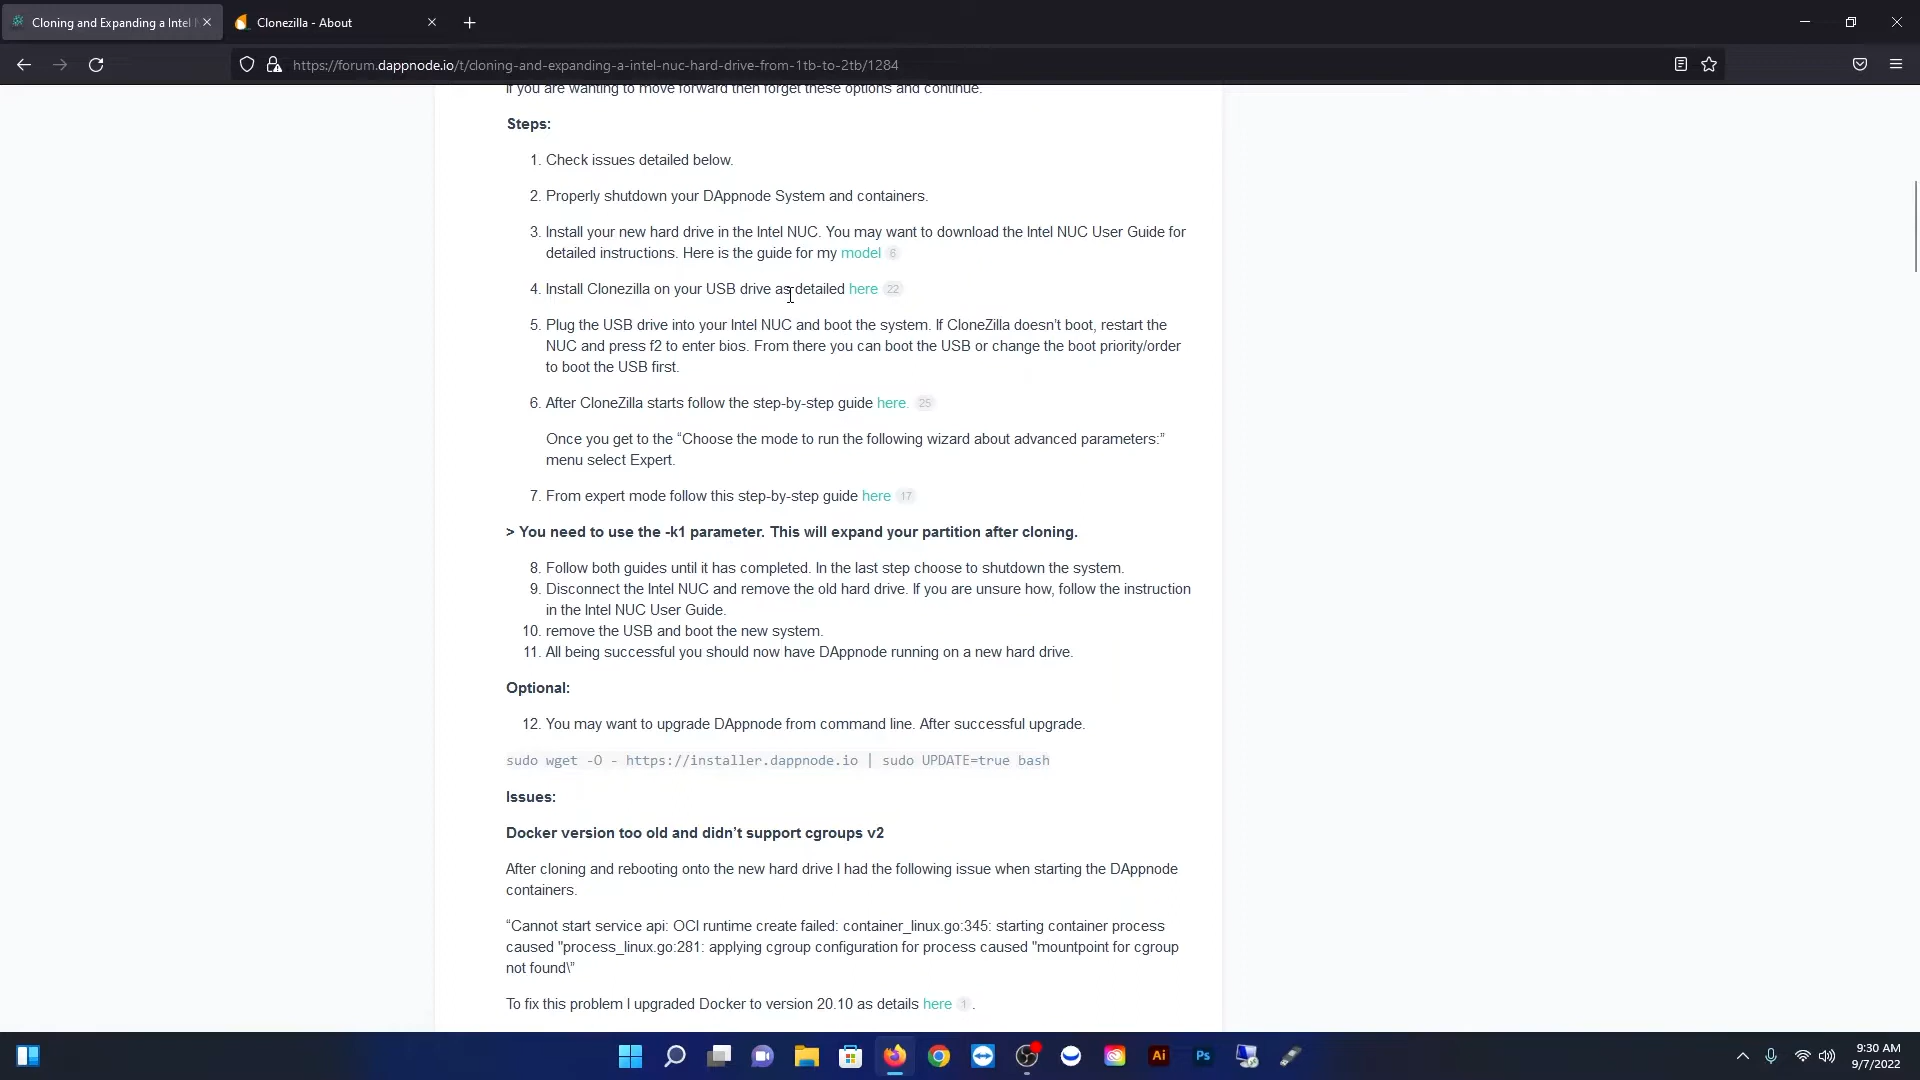 Cloning and Expanding a Intel N
Clonezilla - About
https://forum.dappnode.io/t/cloning-and-expanding-a-intel-nuc-hard-drive-from-1tb-to-2tb/1284
If you are wanting to move forward then forget these options and continue.
Steps:
1. Check issues detailed below.
2. Properly shutdown your DAppnode System and containers.
3. Install your new hard drive in the Intel NUC. You may want to download the Intel NUC User Guide for
detailed instructions. Here is the guide for my model 6
4. Install Clonezilla on your USB drive as detailed here 22
5. Plug the USB drive into your Intel NUC and boot the system. If CloneZilla doesn’t boot, restart the
NUC and press f2 to enter bios. From there you can boot the USB or change the boot priority/order
to boot the USB first.
6. After CloneZilla starts follow the step-by-step guide here. 25
Once you get to the “Choose the mode to run the following wizard about advanced parameters:”
menu select Expert.
7. From expert mode follow this step-by-step guide here 17
> You need to use the -k1 parameter. This will expand your partition after cloning.
8. Follow both guides until it has completed. In the last step choose to shutdown the system.
9. Disconnect the Intel NUC and remove the old hard drive. If you are unsure how, follow the instruction
in the Intel NUC User Guide.
10. remove the USB and boot the new system.
11. All being successful you should now have DAppnode running on a new hard drive.
Optional:
12. You may want to upgrade DAppnode from command line. After successful upgrade.
sudo wget -O - https://installer.dappnode.io | sudo UPDATE=true bash
Issues:
Docker version too old and didn’t support cgroups v2
After cloning and rebooting onto the new hard drive I had the following issue when starting the DAppnode
containers.
“Cannot start service api: OCI runtime create failed: container_linux.go:345: starting container process
caused "process_linux.go:281: applying cgroup configuration for process caused "mountpoint for cgroup
not found\”
To fix this problem I upgraded Docker to version 20.10 as details here 1 .
Ai
Ps
9:30 AM
9/7/2022